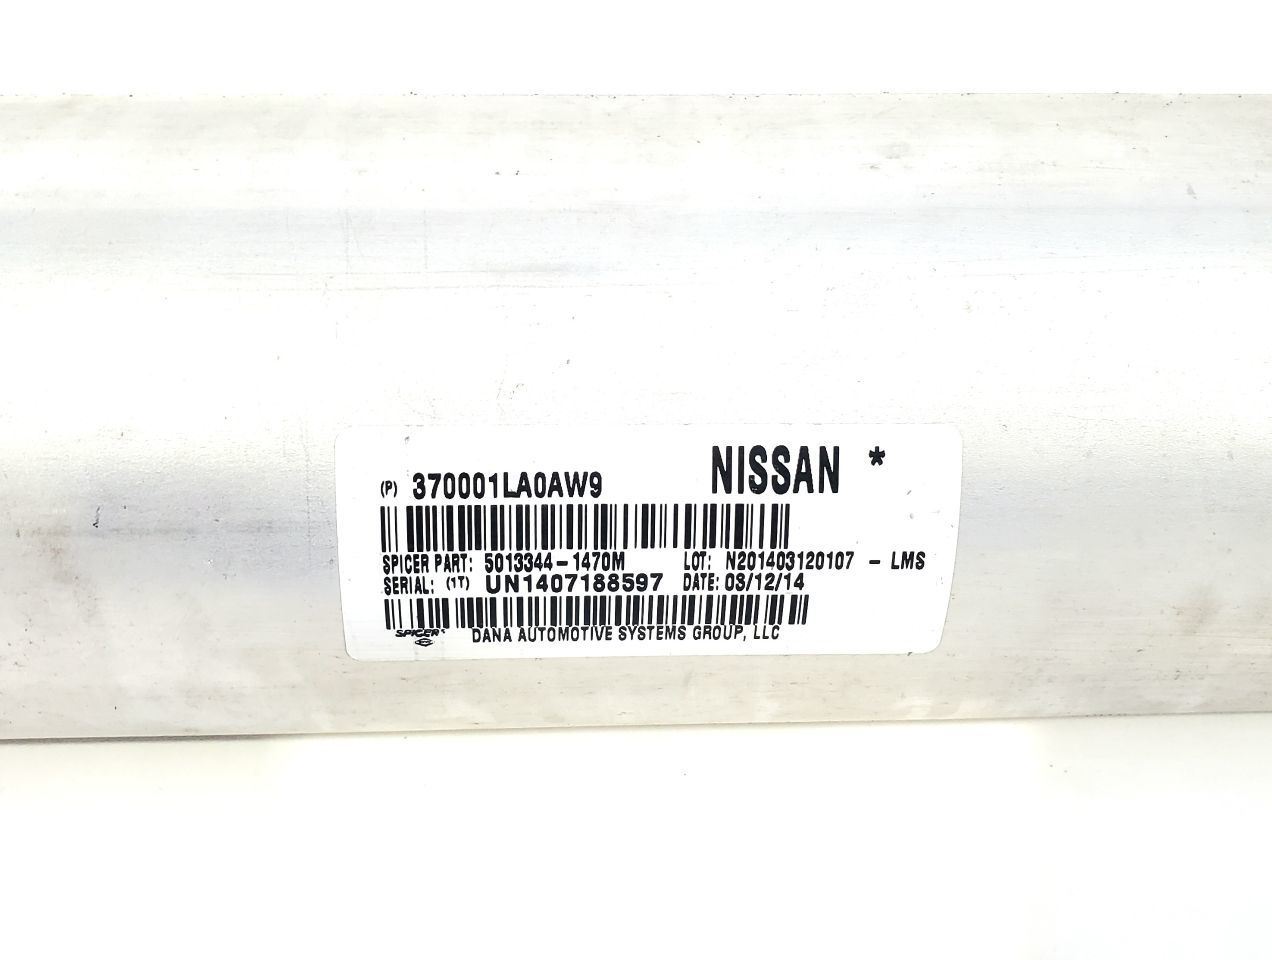 (P) 370001LA0AW9 NISSAN *
SPICER PART: 5013344-1470M LOT: N201403120107 - LMS
SERIAL: (1T) UN1407188597 DATE: 03/12/14
SPICER DANA AUTOMOTIVE SYSTEMS GROUP, LLC